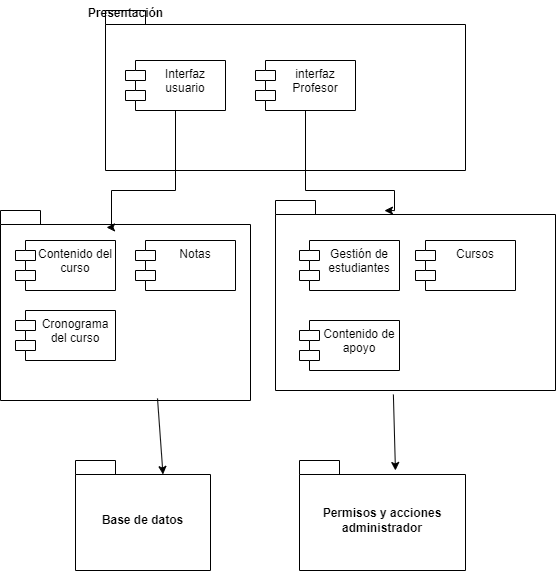 Presentación
Interfaz
usuario
interfaz
Profesor
Contenido del
curso
Notas
Cronograma
del curso
Gestión de
estudiantes
Cursos
Contenido de
apoyo
Base de datos
Permisos y acciones
administrador